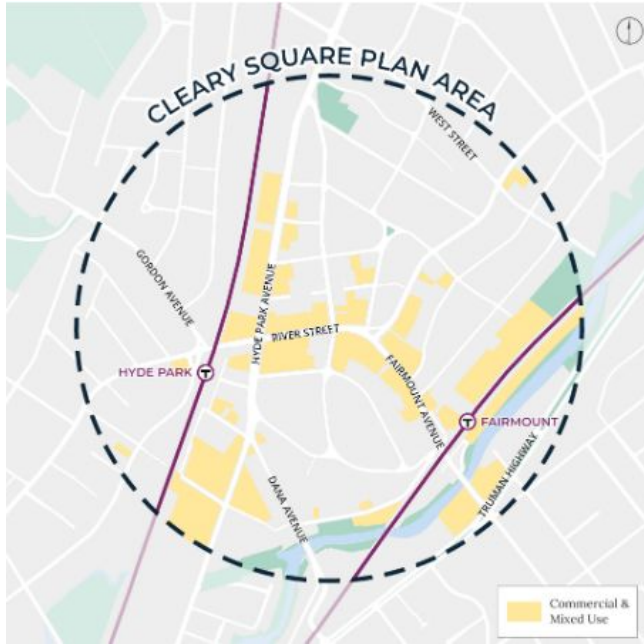 CLEARY SQUARE PLAN AREA
WEST STREET
GORDON AVENUE
HYDE PARK AVENUE
RIVER STREET
HYDE PARK
T
FAIRMOUNT AVENUE
T
FAIRMOUNT
TRUMAN HIGHWAY
DANA AVENUE
Commercial &
Mixed Use